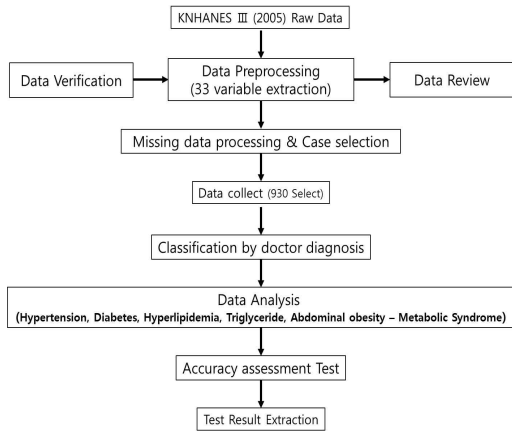 KNHANES Ⅲ (2005) Raw Data
Data Verification
Data Preprocessing
(33 variable extraction)
Data Review
Missing data processing & Case selection
Data collect (930 Select)
Classification by doctor diagnosis
Data Analysis
(Hypertension, Diabetes, Hyperlipidemia, Triglyceride, Abdominal obesity – Metabolic Syndrome)
Accuracy assessment Test
Test Result Extraction